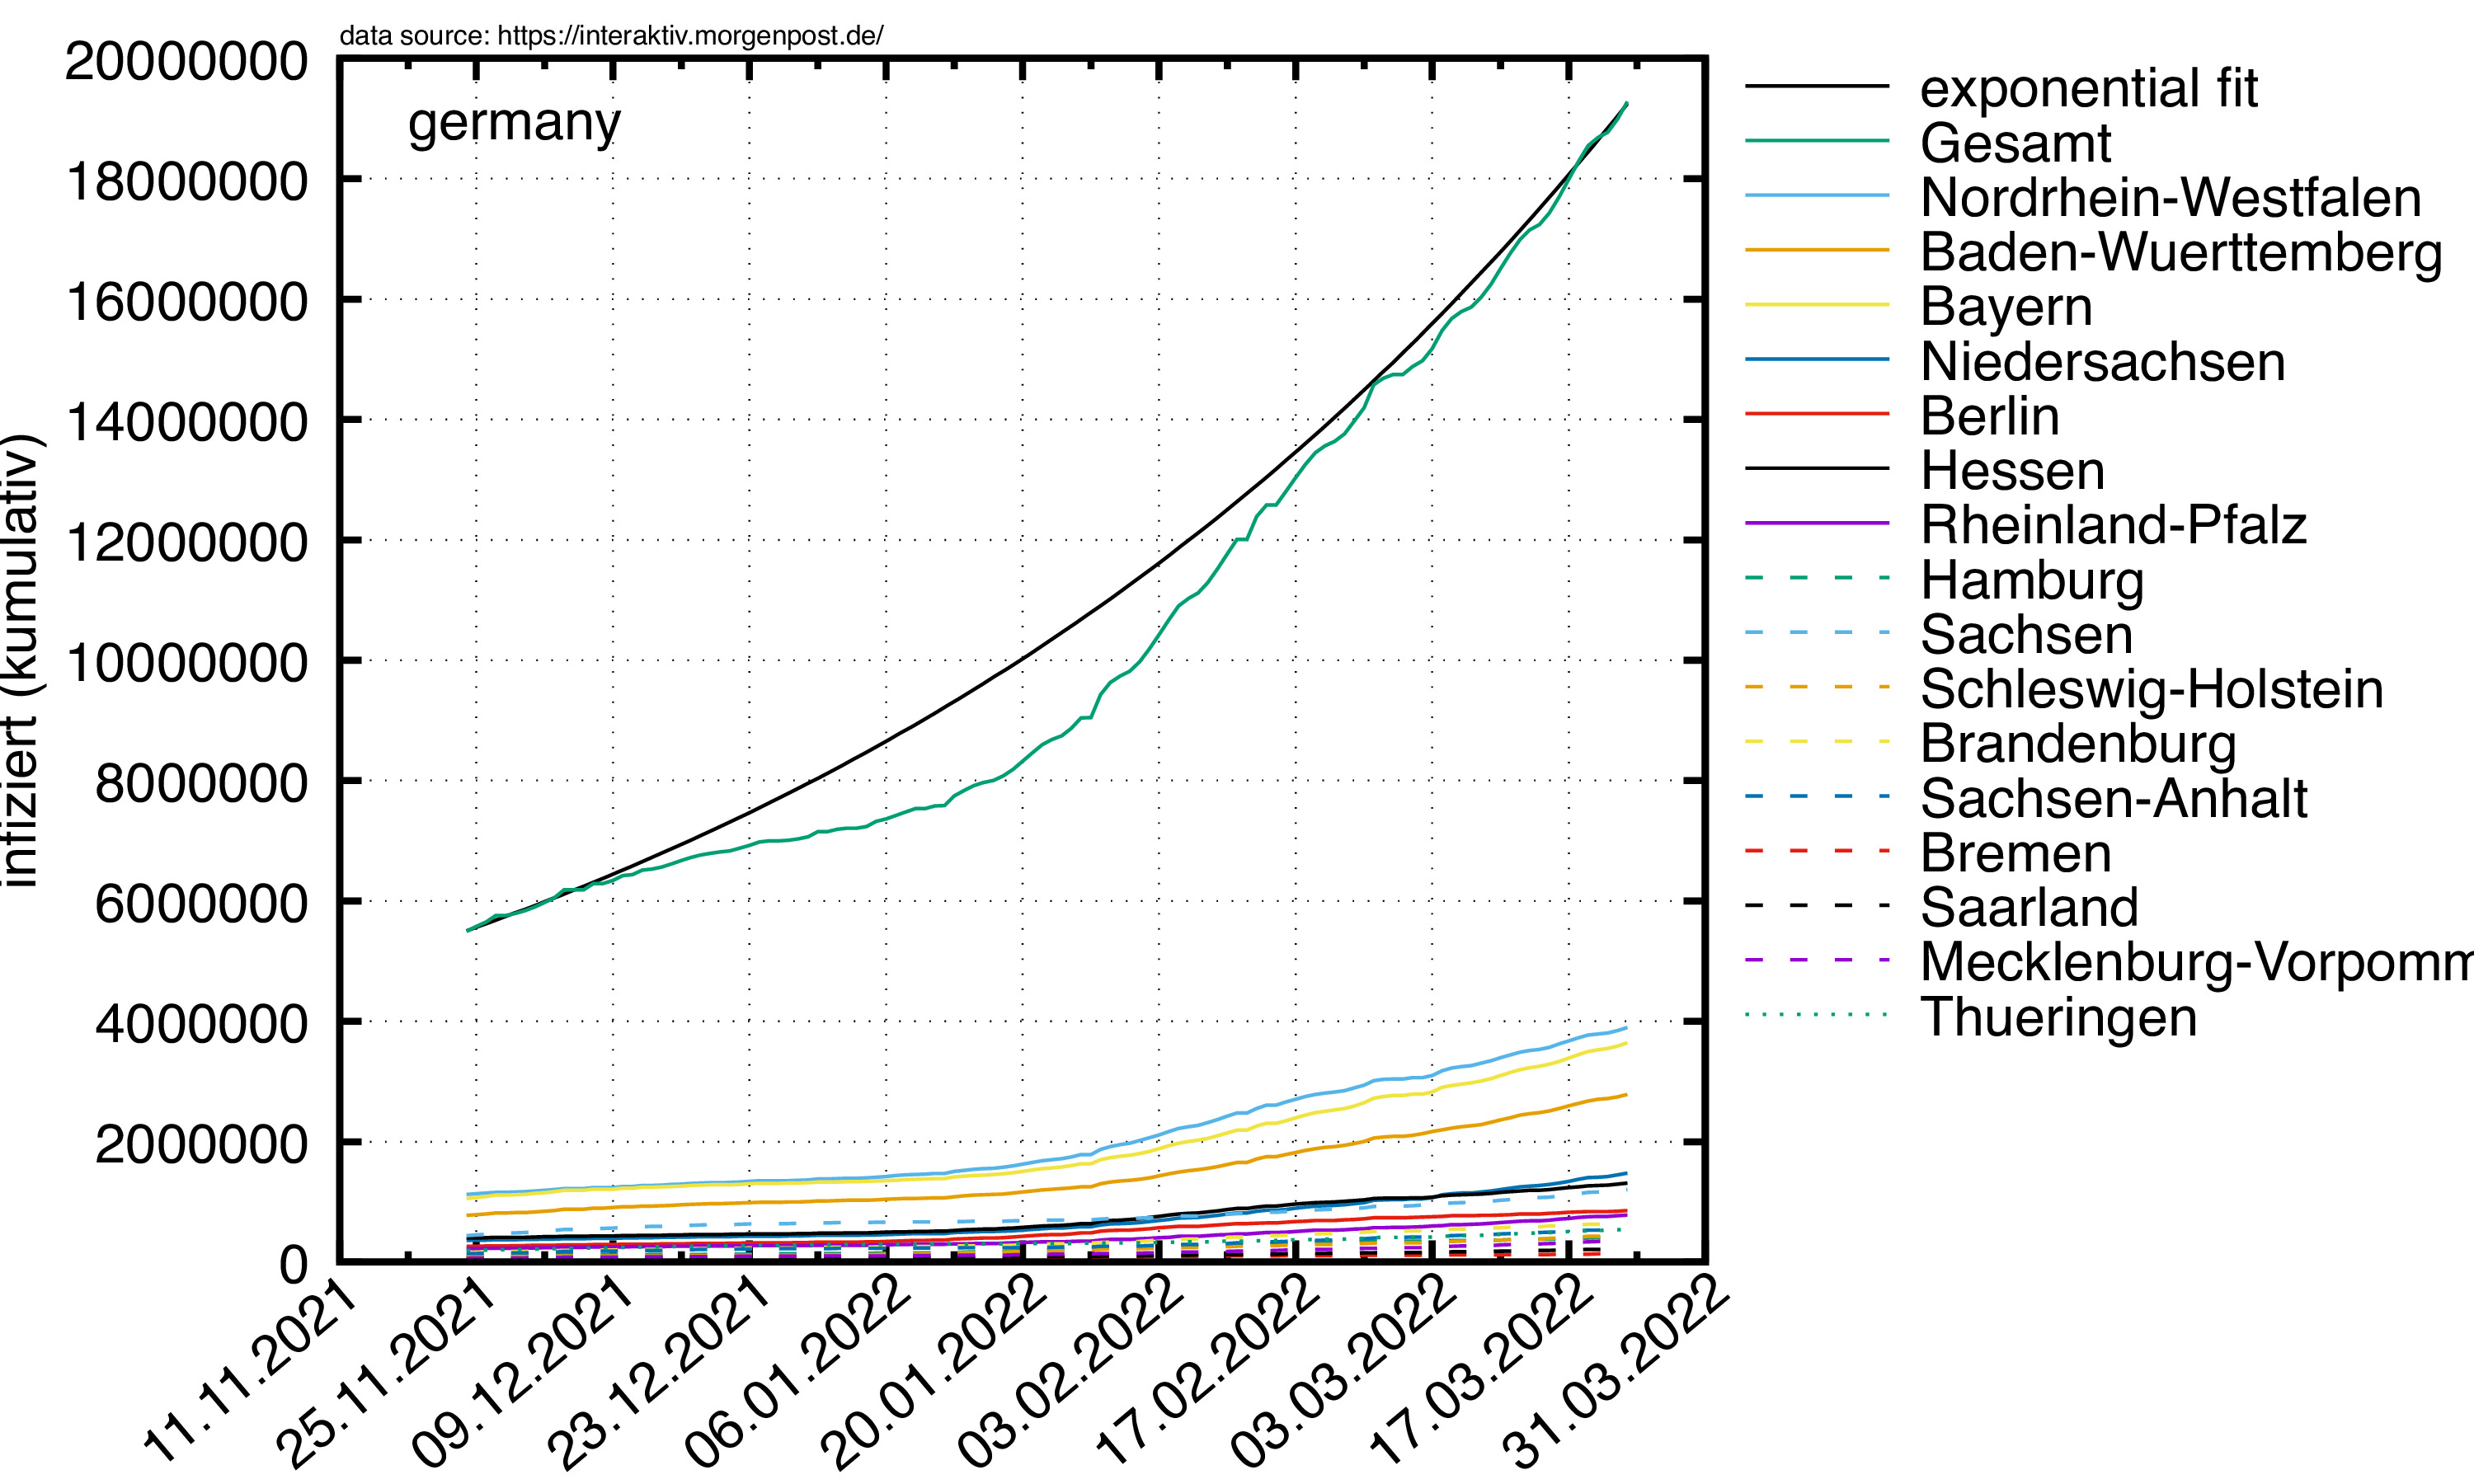 data source: https://interaktiv.morgenpost.de/
germany
infiziert (kumulativ)
20000000
18000000
16000000
14000000
12000000
10000000
8000000
6000000
4000000
2000000
0
11.11.2021
25.11.2021
09.12.2021
23.12.2021
06.01.2022
20.01.2022
03.02.2022
17.02.2022
03.03.2022
17.03.2022
31.03.2022
exponential fit
Gesamt
Nordrhein-Westfalen
Baden-Wuerttemberg
Bayern
Niedersachsen
Berlin
Hessen
Rheinland-Pfalz
Hamburg
Sachsen
Schleswig-Holstein
Brandenburg
Sachsen-Anhalt
Bremen
Saarland
Mecklenburg-Vorpomm
Thueringen